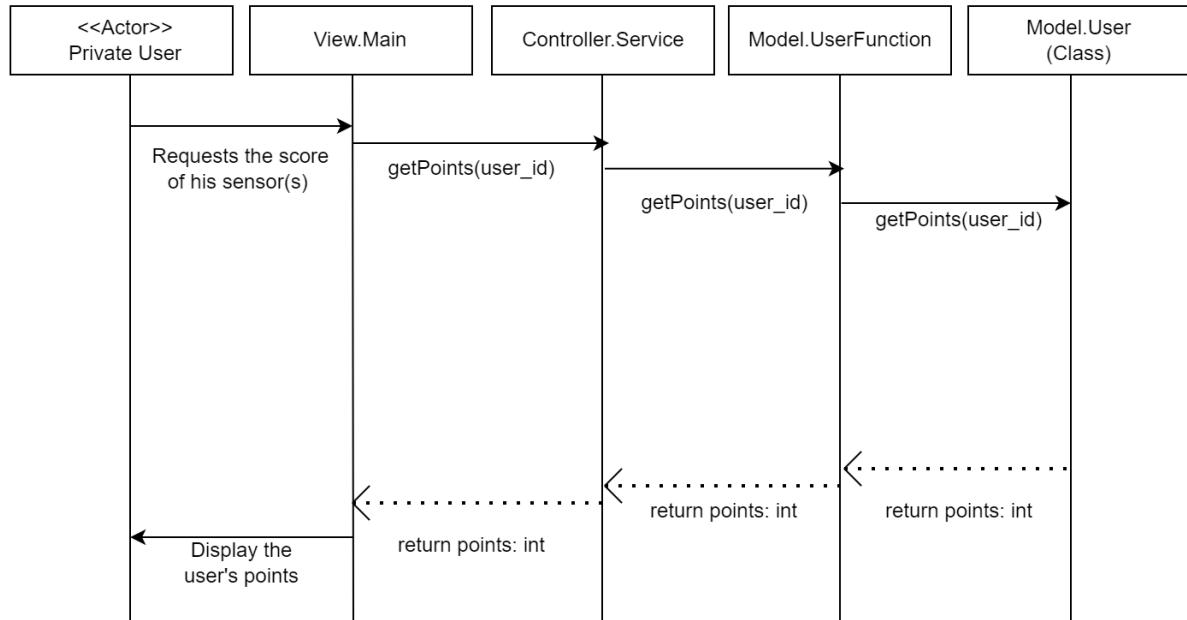 <<Actor>>
Private User
View.Main
Controller.Service
Model.UserFunction
Model.User
(Class)
Requests the score
of his sensor(s)
getPoints(user_id)
getPoints(user_id)
getPoints(user_id)
return points: int
return points: int
return points: int
Display the
user's points